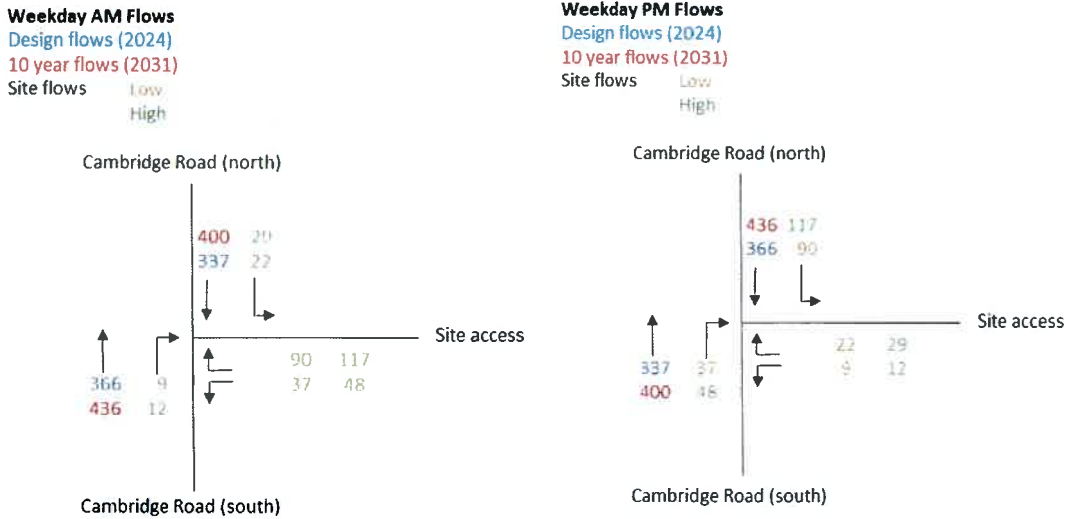 Weekday AM Flows
Design flows (2024)
10 year flows (2031)
Site flows Low
High
Cambridge Road (north)
400
337 22
Site access
90 117
366 9 37 48
436 12
Cambridge Road (south)
Weekday PM Flows
Design flows (2024)
10 year flows (2031)
Site flows Low
High
Cambridge Road (north)
436 117
366 90
Site access
22 29
337 37 9 12
400 48
Cambridge Road (south)